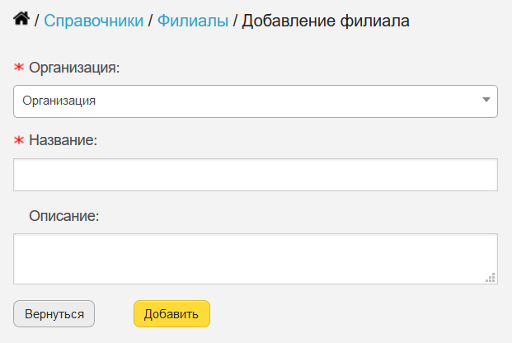 / Справочники / Филиалы / Добавление филиала
* Организация:
Организация
* Название:
Описание:
Вернуться Добавить